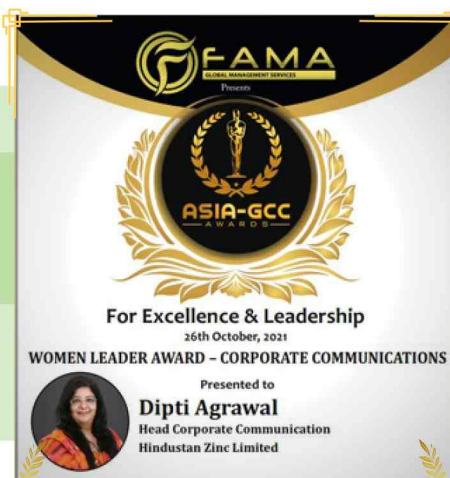 FAMA
GLOBAL MANAGEMENT SERVICES
Presents
ASIA-GCC
AWARDS
For Excellence & Leadership
26th October, 2021
WOMEN LEADER AWARD – CORPORATE COMMUNICATIONS
Presented to
Dipti Agrawal
Head Corporate Communication
Hindustan Zinc Limited